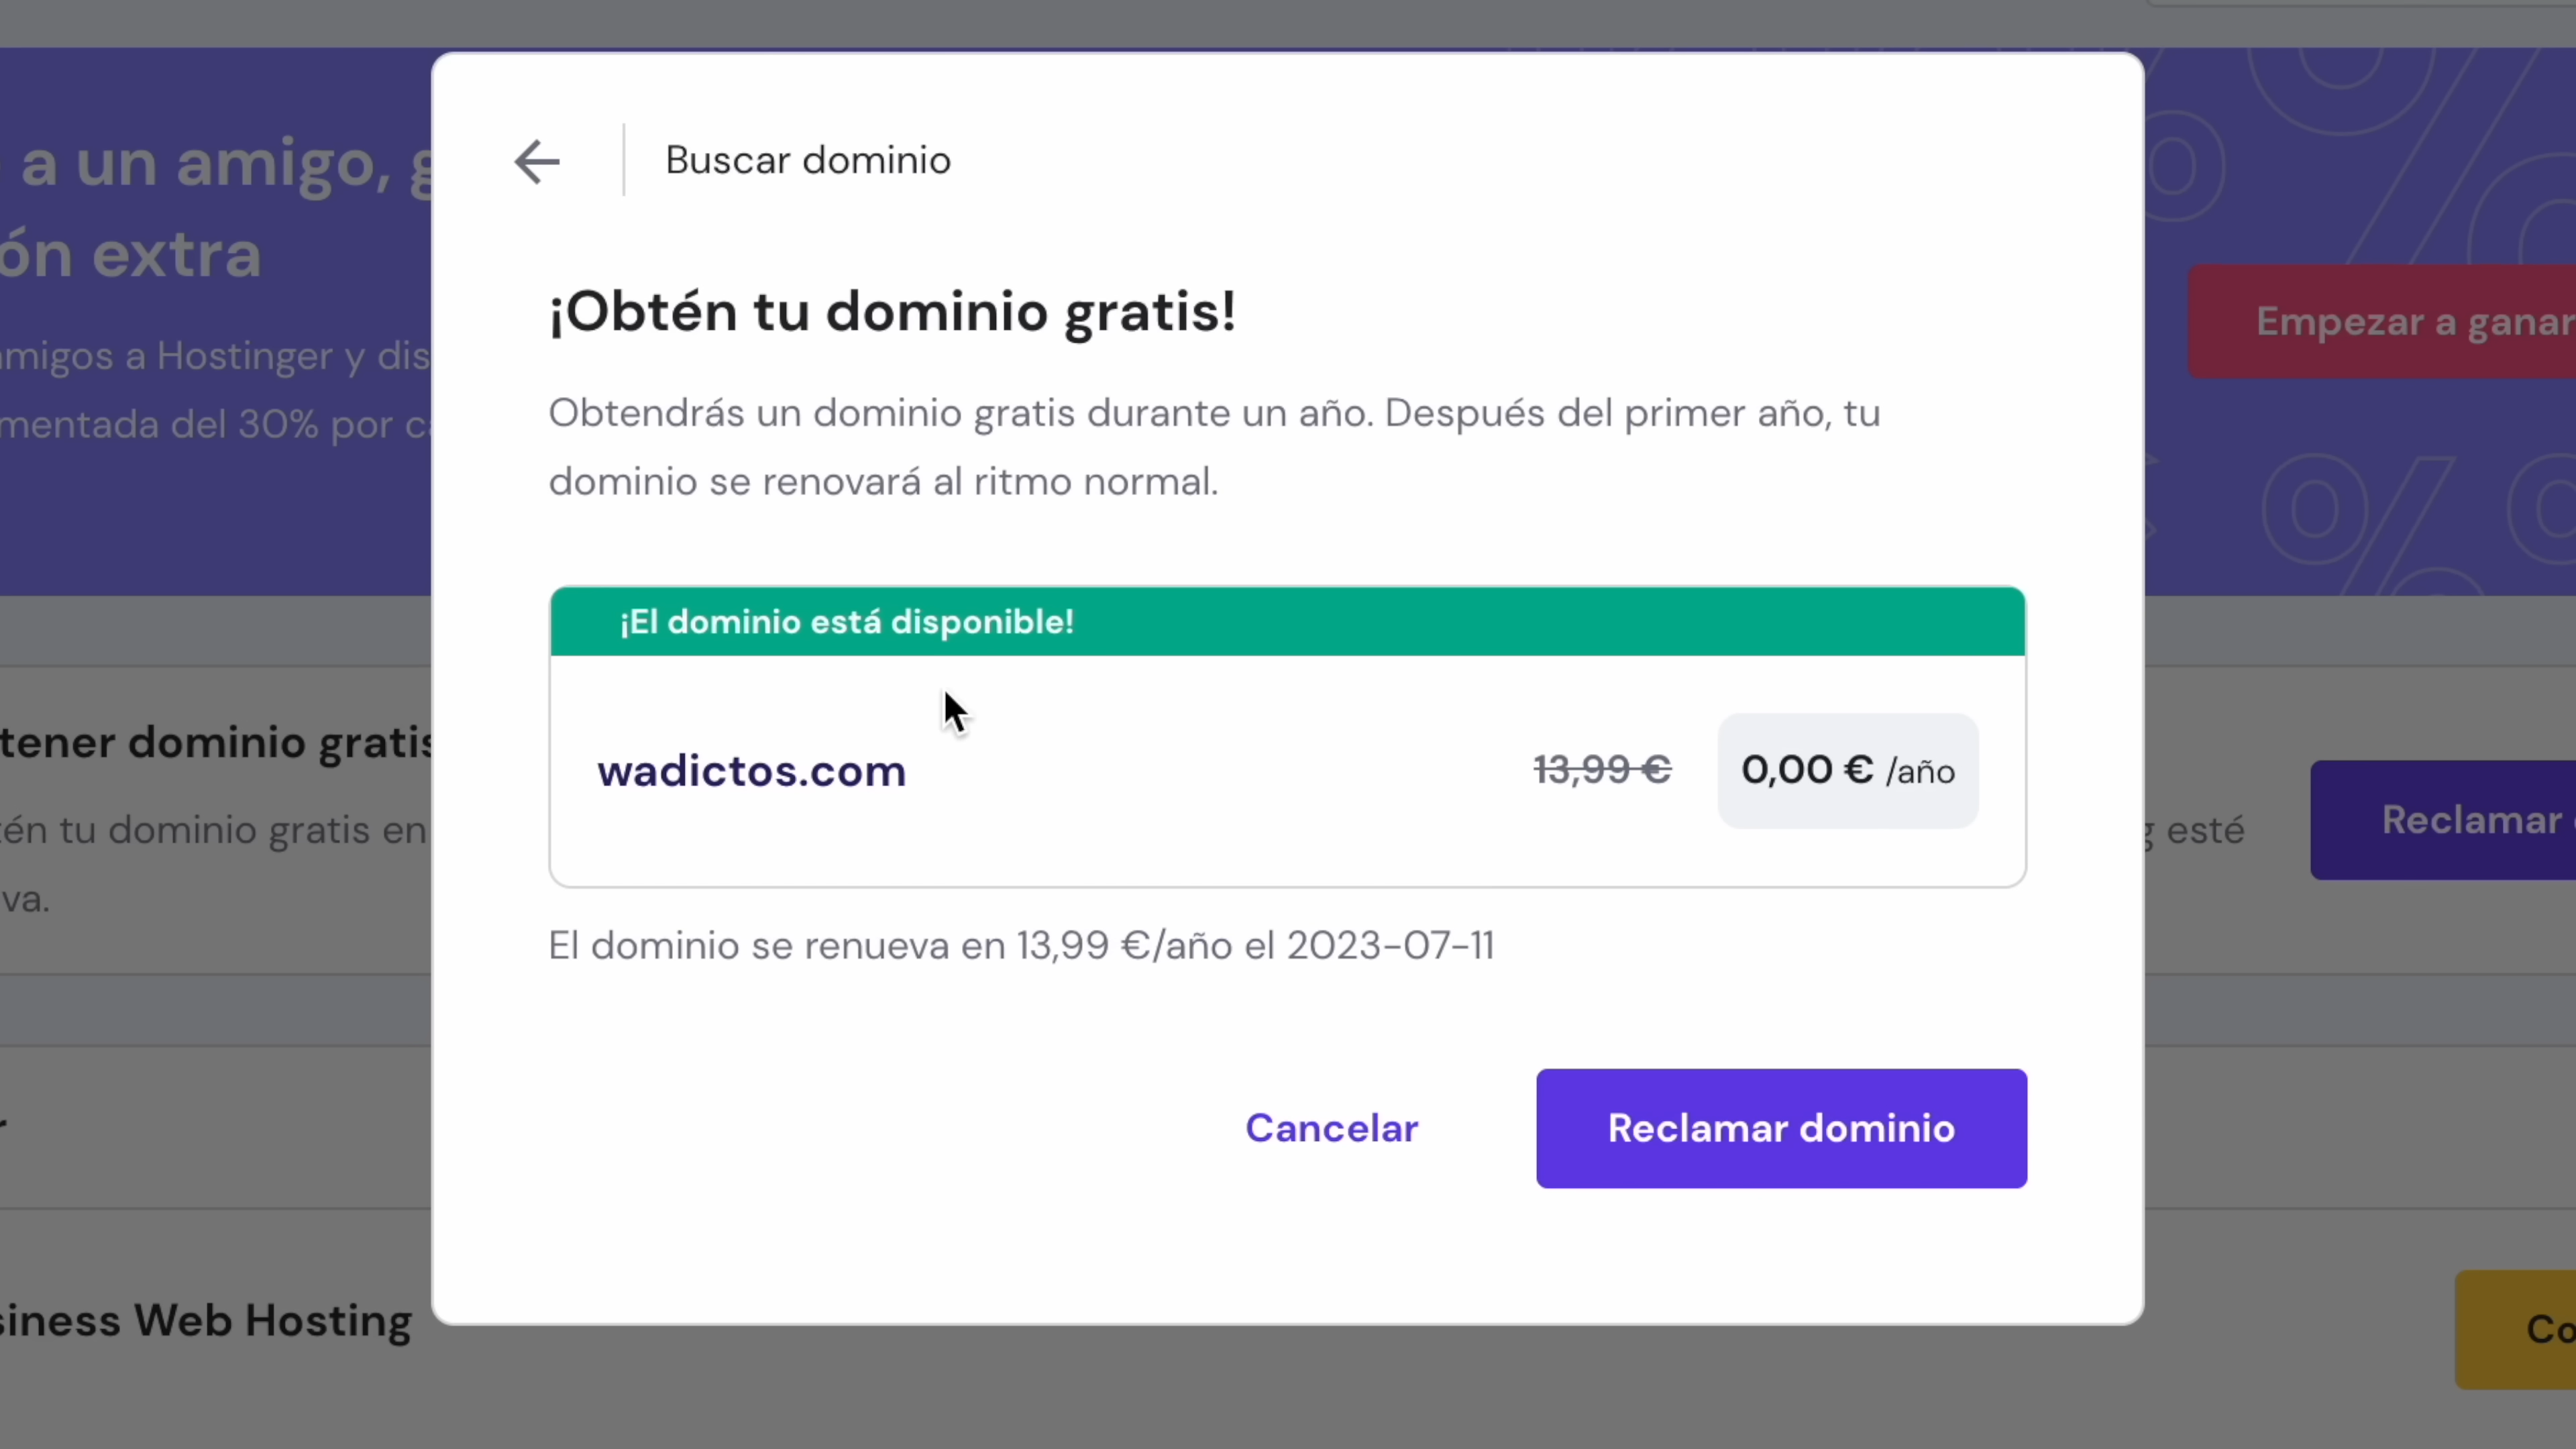 a un amigo, g
ón extra
migos a Hostinger y dis
mentada del 30% por c
Empezar a ganar
Buscar dominio
¡Obtén tu dominio gratis!
Obtendrás un dominio gratis durante un año. Después del primer año, tu
dominio se renovará al ritmo normal.
¡El dominio está disponible!
wadictos.com
13,99 €
0,00 € /año
El dominio se renueva en 13,99 €/año el 2023-07-11
Cancelar
Reclamar dominio
tener dominio gratis
én tu dominio gratis en
va.
esté
Reclamar
siness Web Hosting
Co